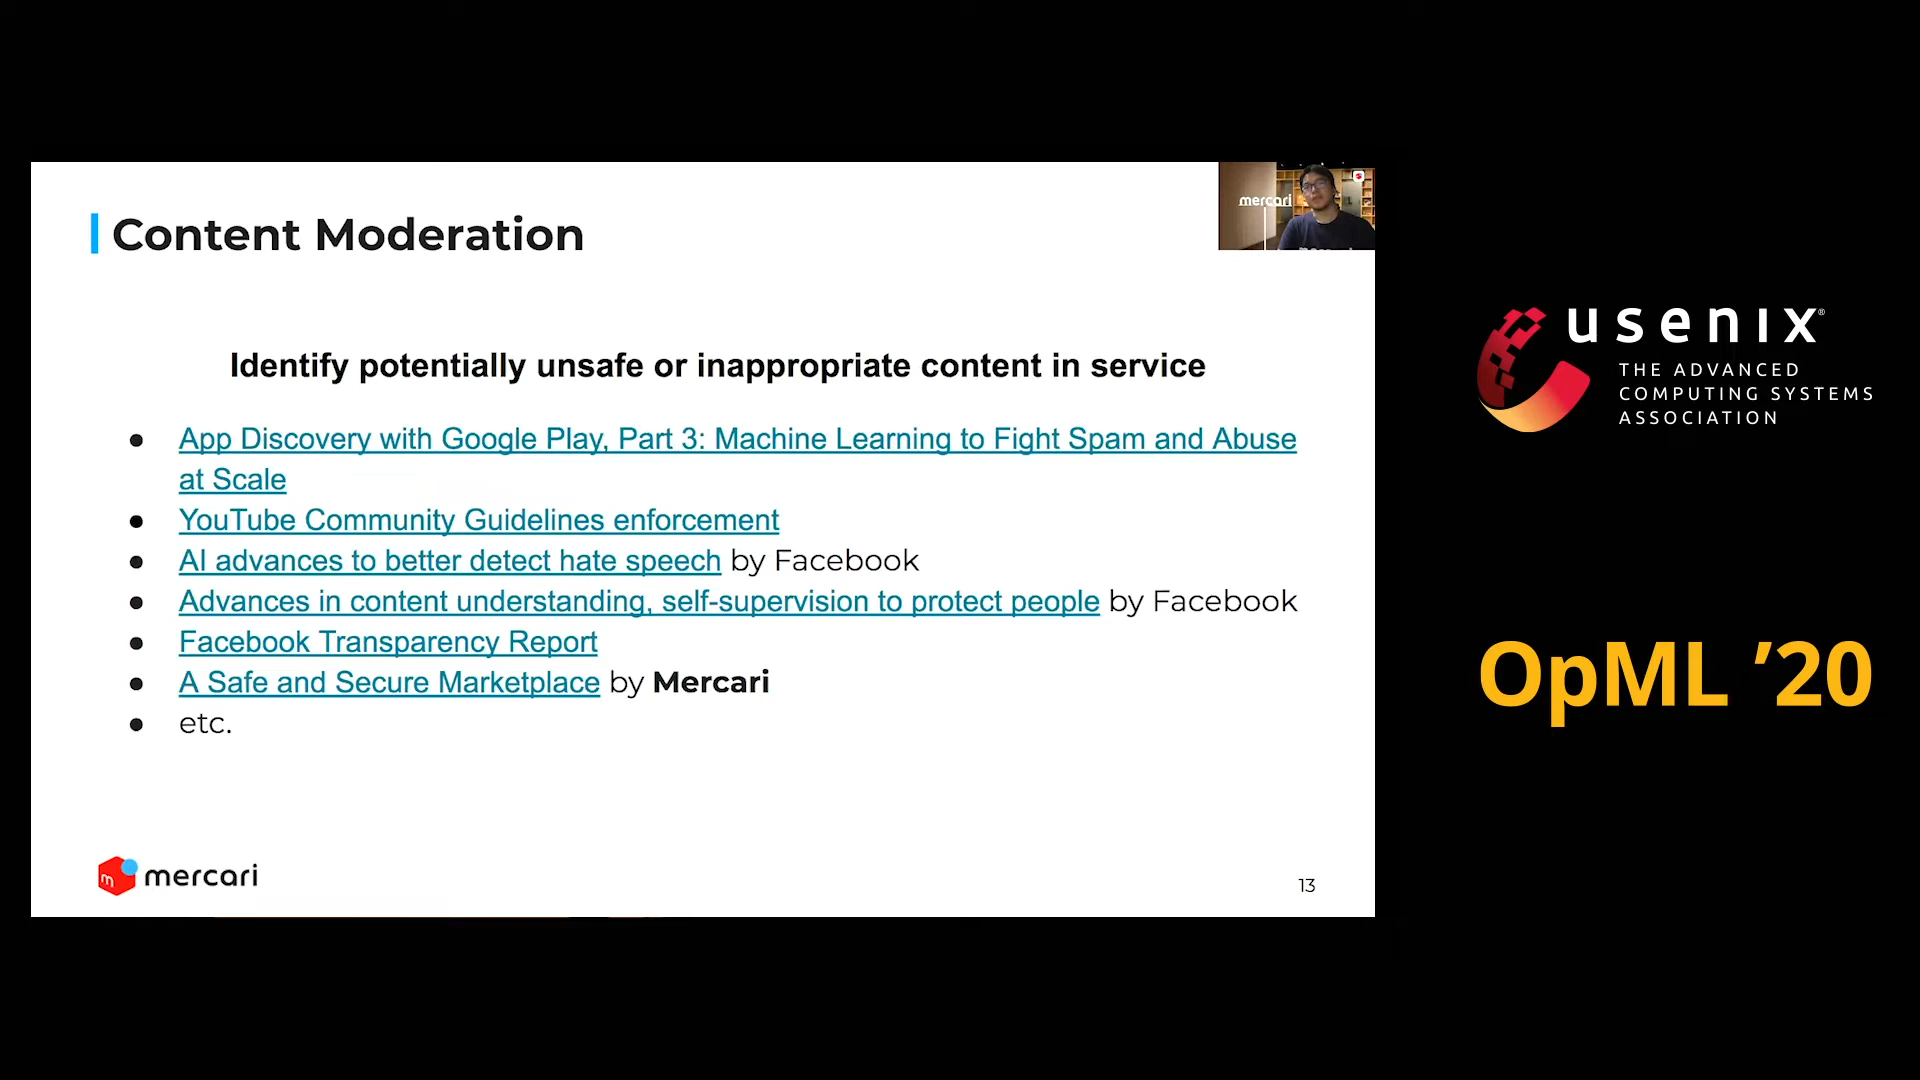 Content Moderation
mercari
Identify potentially unsafe or inappropriate content in service
● App Discovery with Google Play, Part 3: Machine Learning to Fight Spam and Abuse
at Scale
● YouTube Community Guidelines enforcement
● AI advances to better detect hate speech by Facebook
● Advances in content understanding, self-supervision to protect people by Facebook
● Facebook Transparency Report
● A Safe and Secure Marketplace by Mercari
● etc.
m mercari
13
usenix®
THE ADVANCED
COMPUTING SYSTEMS
ASSOCIATION
OpML ’20